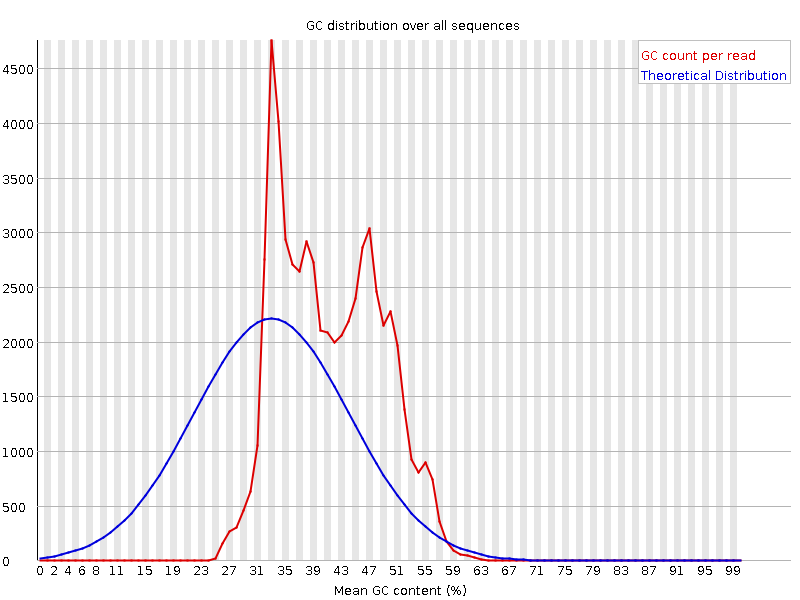 GC distribution over all sequences
GC count per read
Theoretical Distribution
4500
4000
3500
3000
2500
2000
1500
1000
500
0
0 2 4 6 8 11 15 19 23 27 31 35 39 43 47 51 55 59 63 67 71 75 79 83 87 91 95 99
Mean GC content (%)